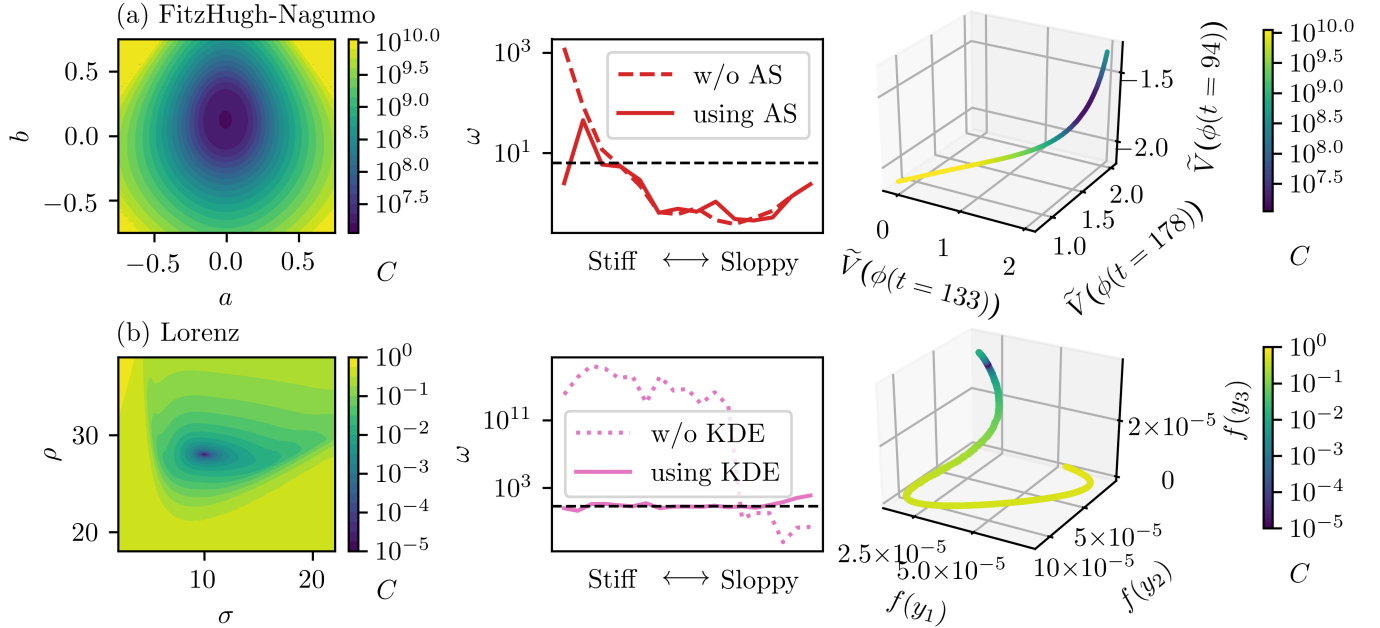 (a) FitzHugh-Nagumo
b
0.5
0.0
−0.5
−0.5
0.0
0.5
a
10^{10.0}
10^{9.5}
10^{9.0}
10^{8.5}
10^{8.0}
10^{7.5}
C
ω
10^{3}
10^{1}
w/o AS
using AS
Stiff ⟷ Sloppy
−1.5
−2.0
Ṽ(ϕ(t = 94))
2.0
1.5
1.0
Ṽ(ϕ(t = 178))
0
1
2
Ṽ(ϕ(t = 133))
10^{10.0}
10^{9.5}
10^{9.0}
10^{8.5}
10^{8.0}
10^{7.5}
C
(b) Lorenz
ρ
30
20
10
20
σ
10^{0}
10^{−1}
10^{−2}
10^{−3}
10^{−4}
10^{−5}
C
ω
10^{11}
10^{3}
w/o KDE
using KDE
Stiff ⟷ Sloppy
2×10^{−5}
0
f(y_3)
5×10^{−5}
10×10^{−5}
f(y_2)
2.5×10^{−5}
5.0×10^{−5}
f(y_1)
10^{0}
10^{−1}
10^{−2}
10^{−3}
10^{−4}
10^{−5}
C